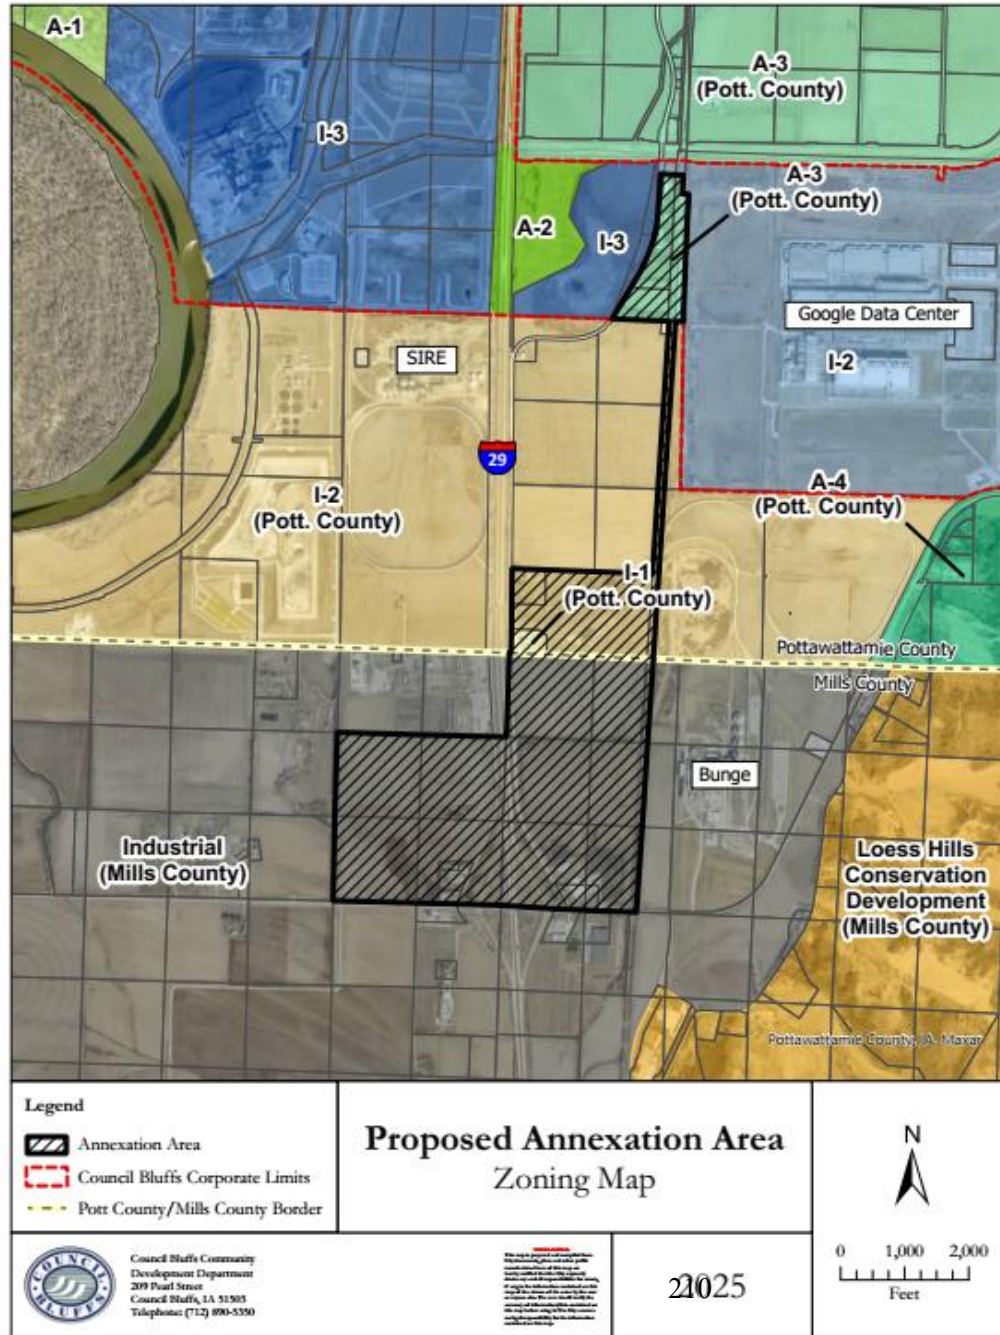 A-1
A-3
(Pott. County)
I-3
A-3
(Pott. County)
A-2
I-3
Google Data Center
SIRE
I-2
29
A-4
(Pott. County)
I-2
(Pott. County)
I-1
(Pott. County)
Pottawattamie County
Mills County
Bunge
Industrial
(Mills County)
Loess Hills
Conservation
Development
(Mills County)
Pottawattamie County, IA, Maxar
Legend
Annexation Area
Council Bluffs Corporate Limits
Pott County/Mills County Border
Proposed Annexation Area
Zoning Map
N
0 1,000 2,000
Feet
COUNCIL
BLUFFS
Council Bluffs Community
Development Department
209 Pearl Street
Council Bluffs, IA 51503
Telephone: (712) 890-5350
210
2025